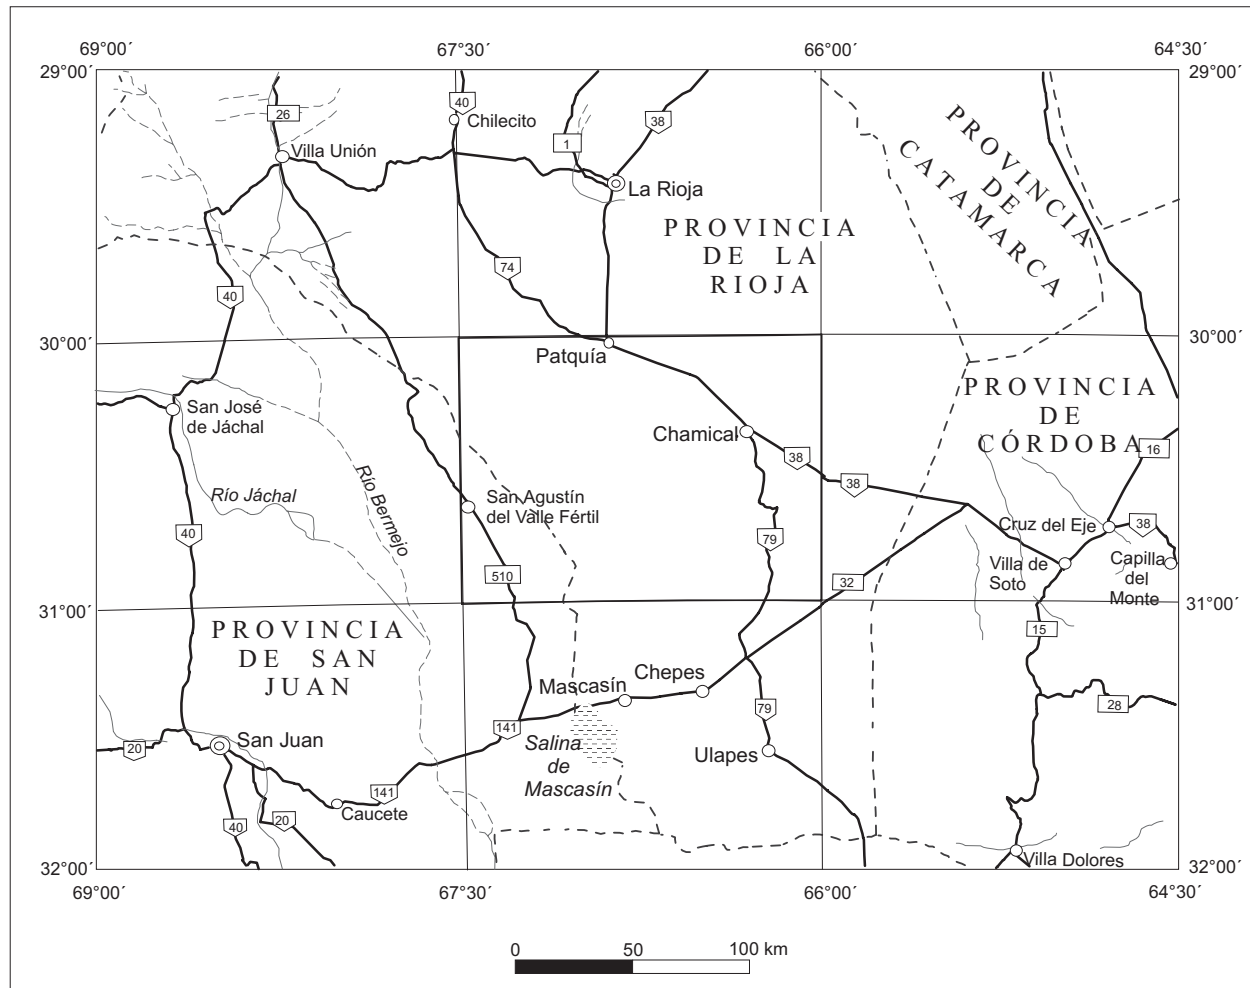 69°00´
67°30´
66°00´
64°30´
29°00´
29°00´
40
26
Chilecito
38
1
Villa Unión
La Rioja
PROVINCIA
DE
CATAMARCA
PROVINCIA
DE LA
RIOJA
74
40
30°00´
30°00´
Patquía
PROVINCIA
DE
CÓRDOBA
San José
de Jáchal
Chamical
16
38
38
Río Jáchal
Río Bermejo
San Agustín
del Valle Fértil
40
79
Cruz del Eje
38
Villa de
Soto
Capilla
del
Monte
510
32
31°00´
31°00´
PROVINCIA
DE SAN
JUAN
15
Chepes
Mascasín
28
79
141
20
San Juan
Salina
de
Mascasín
Ulapes
141
Caucete
40
20
Villa Dolores
32°00´
32°00´
69°00´
67°30´
66°00´
64°30´
0
50
100 km